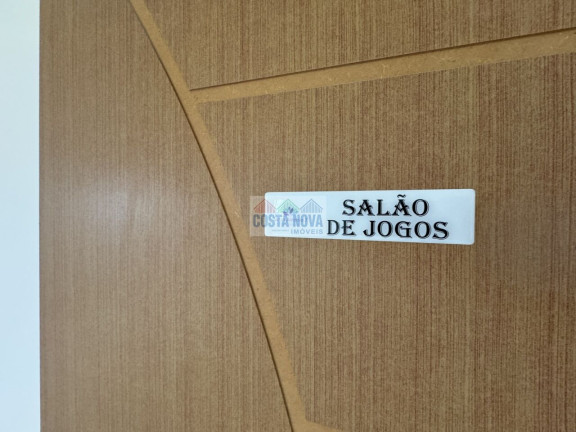 SALÃO
DE JOGOS
COSTA NOVA
IMÓVEIS